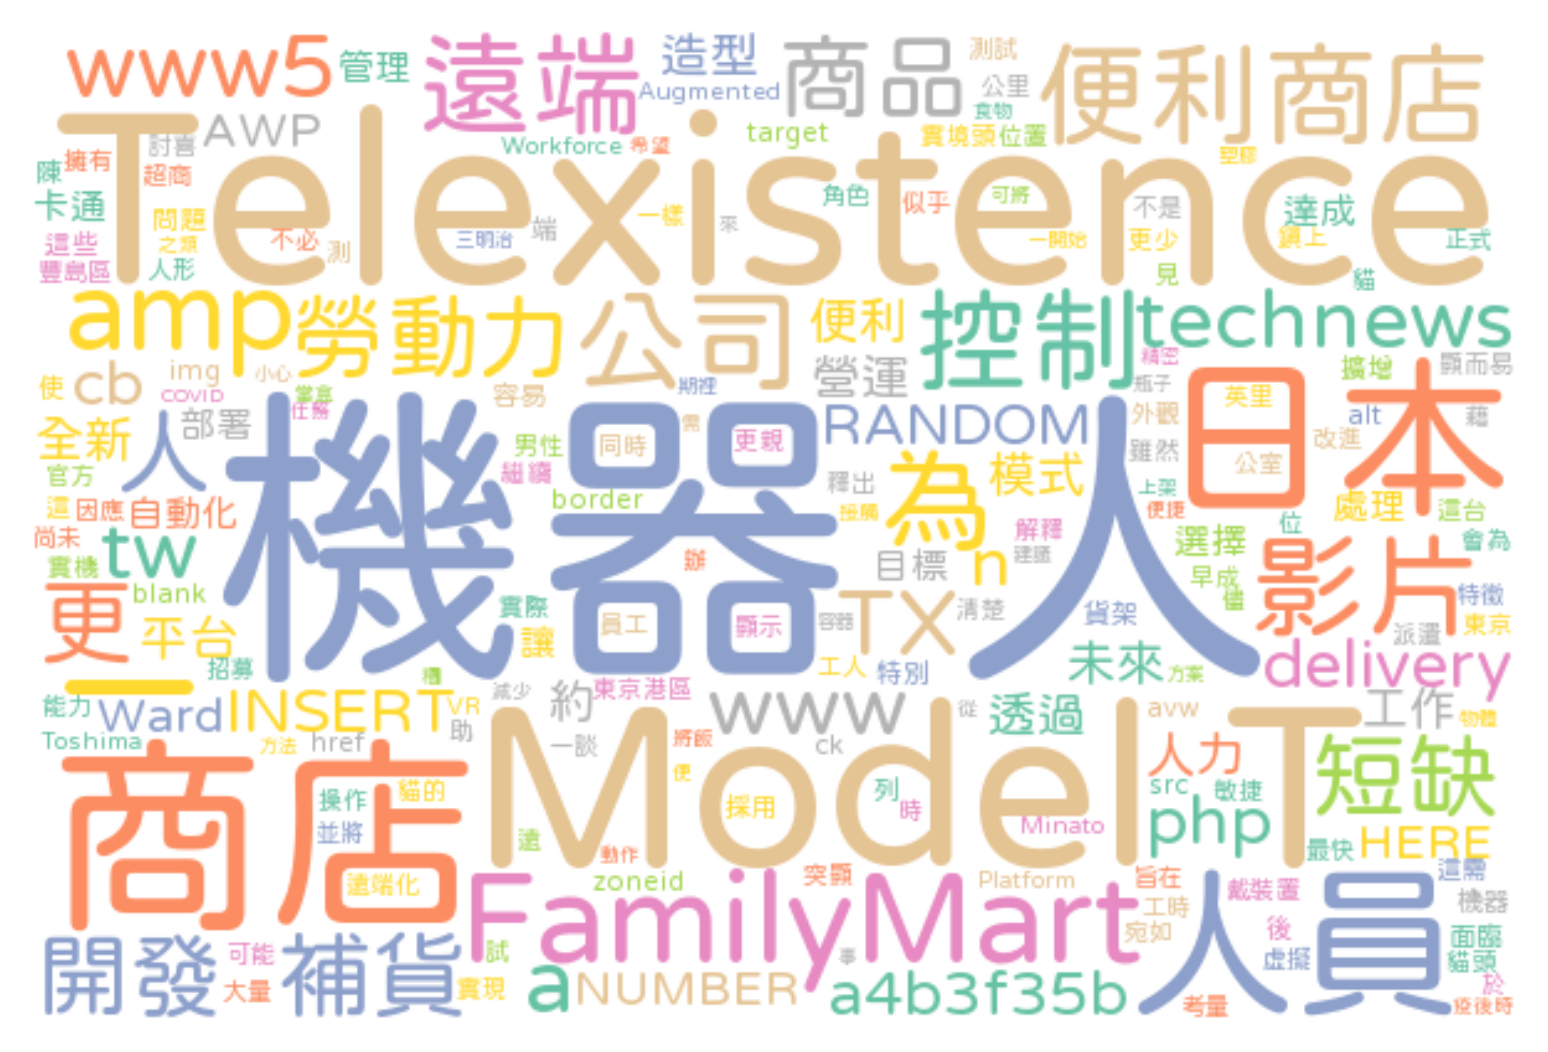 www5 管理 遠端 造型 商品 測試 便利商店
Augmented 公里 食物
討喜 AWP Workforce 希望 target 實境頭 位置 塑膠
Telexistence
陳 擁有 超商
卡通 問題 一樣 角色 似乎 可將 不是 達成
這些 之類 不必 測 三明治 端 來 一開始 更少 鎖上 正式
豐島區 人形 見 貓
amp 勞動力 公司 便利 控制 technews
使 cb img 小心 期裡 營運 精密 瓶子 擴增 顯而易
COVID 任務 容易 英里
全新 人 部署 同時 需 更親 RANDOM 外觀 日本 alt 藉
官方 男性 繼續 為 模式 雖然 公室 改進
機器人
這 因應 自動化 border 釋出 接觸 上架 便捷 位 處理 這台
尚未 tw 辦 目標 n 解釋 建議 選擇 影片 會為
實機 blank 實際 TX 清楚 貨架 早成 儘 特徵
更 平台 讓 員工 顯示 容器 派遣 東京
招募 櫃 工人 特別 未來 方案 delivery
能力 一 Ward INSERT VR 減少 約 東京港區 www 從 透過 avw 工作 物體
Toshima 方法 href 助 一談 將飯 ck
商店 Model T 人力 短缺
操作 貓的 便 列 src 敏捷
並將 遠 採用 時 Minato php 最快 HERE
遠端化 動作 zoneid 突顯 Platform 旨在 戴裝置 這需
FamilyMart 工時 人員 機器
開發 可能 補貨 試 宛如 後 面臨
大量 實現 a NUMBER 事 a4b3f35b 虛擬 貓頭 於
考量 疫後時